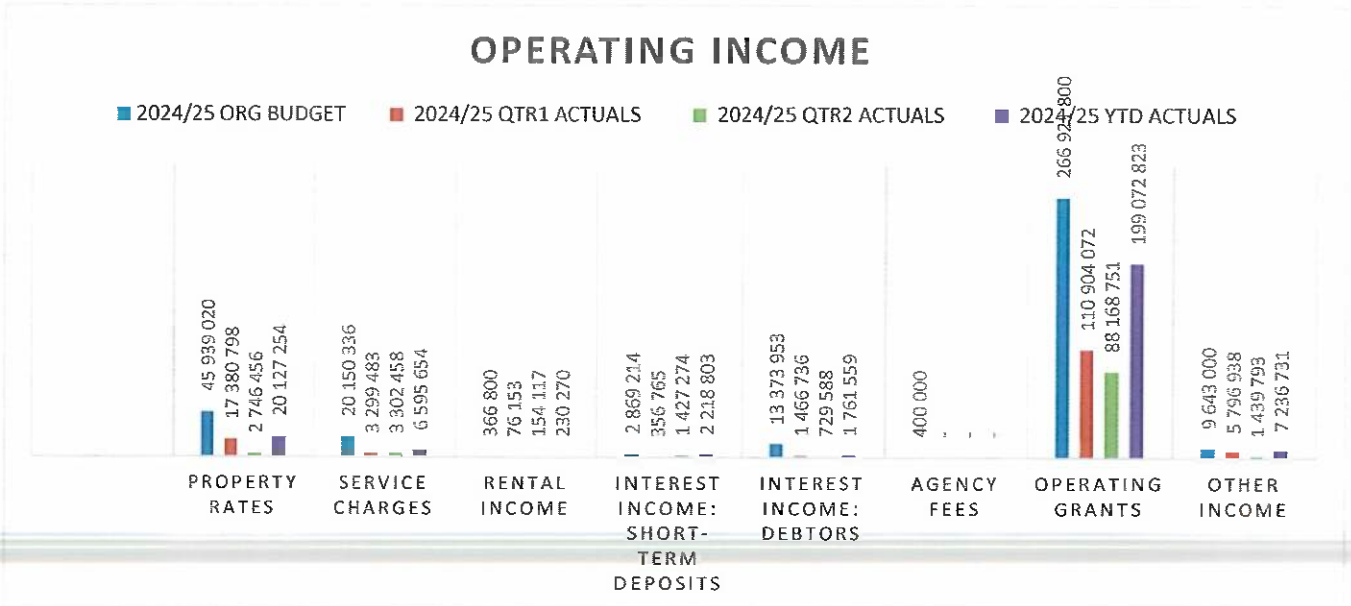 OPERATING INCOME
2024/25 ORG BUDGET
2024/25 QTR1 ACTUALS
2024/25 QTR2 ACTUALS
2024/25 YTD ACTUALS
45 939 020
17 380 798
2 746 456
20 127 254
20 150 336
3 299 483
3 302 458
6 595 654
366 800
76 153
154 117
230 270
2 869 214
356 765
1 427 274
2 218 803
13 373 953
1 466 736
729 588
1 761 559
400 000
-
-
-
110 904 072
88 168 751
199 072 823
9 643 000
5 796 938
1 439 793
7 236 731
PROPERTY
RATES
SERVICE
CHARGES
RENTAL
INCOME
INTEREST
INCOME:
SHORT-
TERM
DEPOSITS
INTEREST
INCOME:
DEBTORS
AGENCY
FEES
OPERATING
GRANTS
OTHER
INCOME